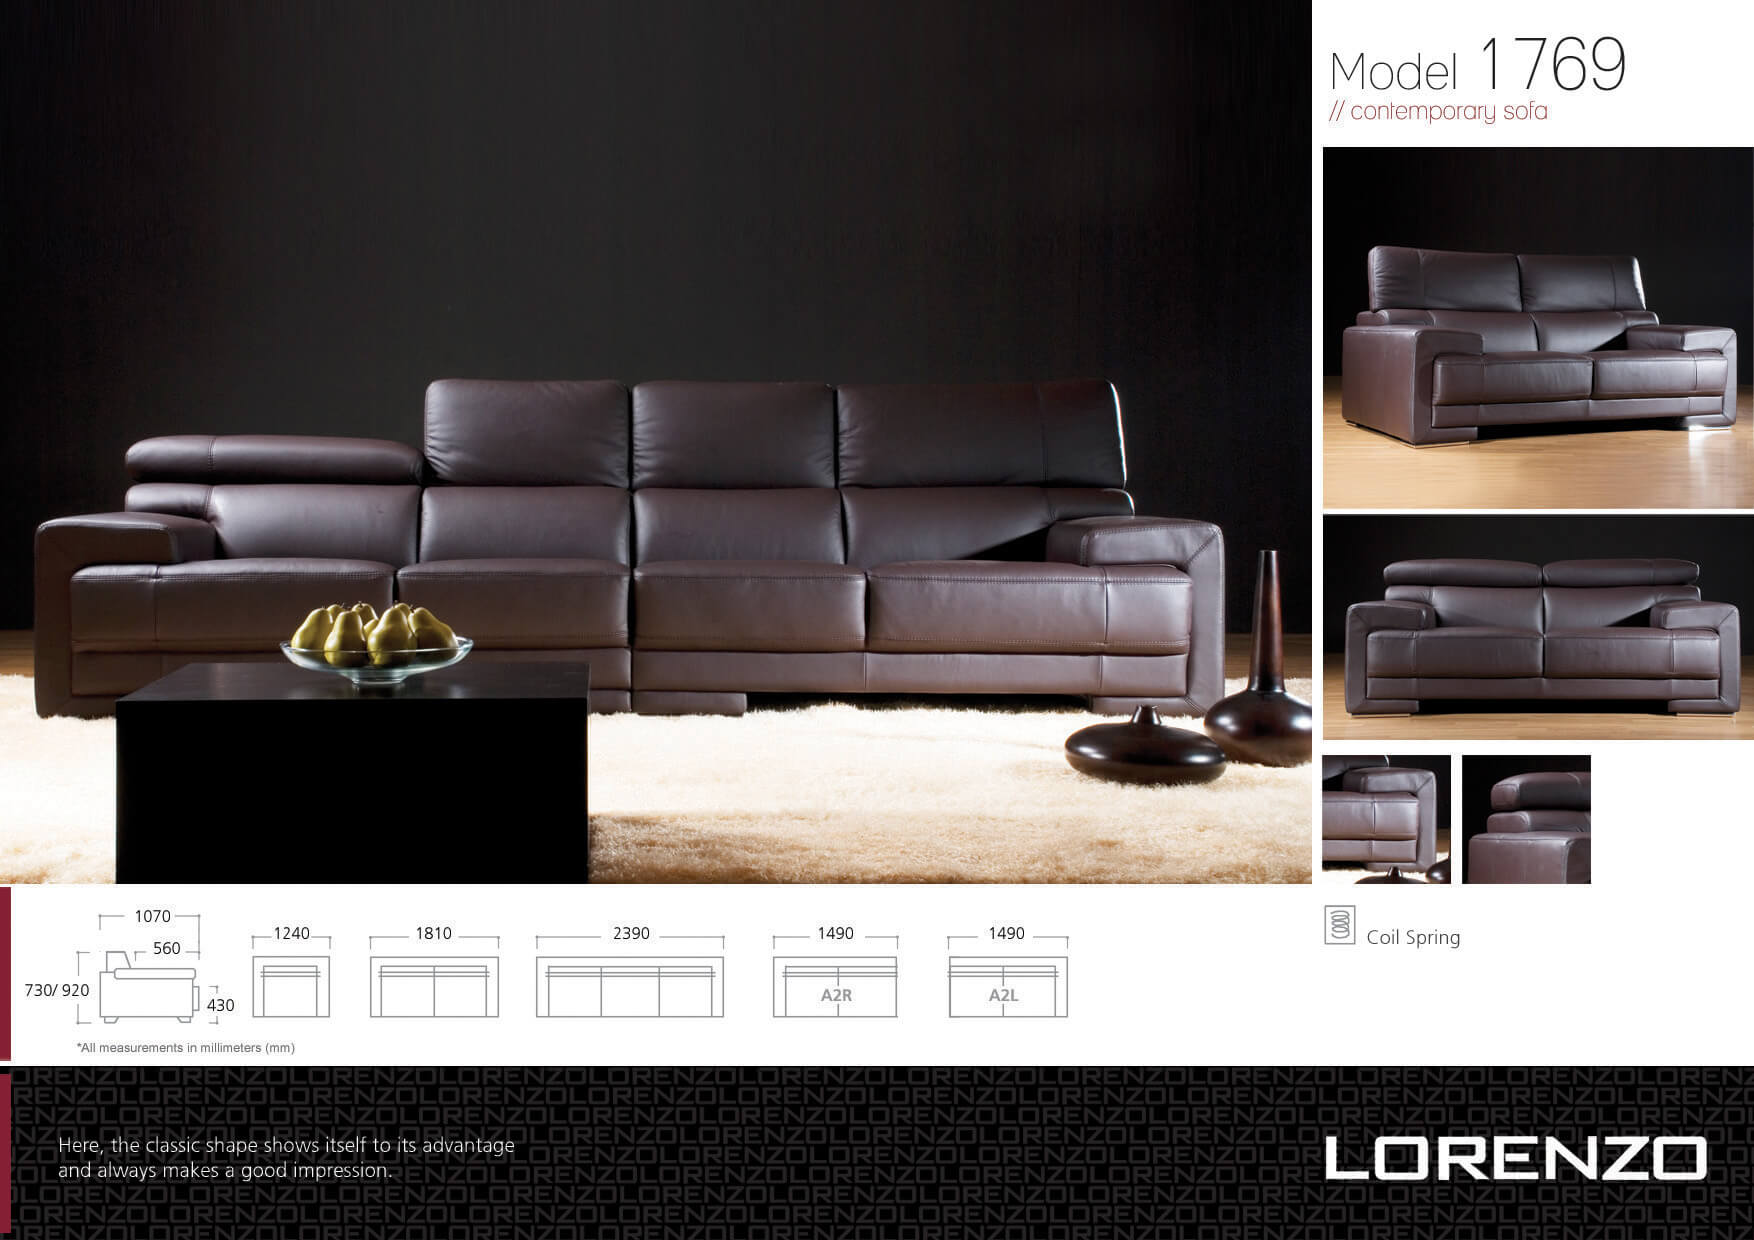 Model 1769
// contemporary sofa
1070
560
730/ 920
430
1240
1810
2390
1490
A2R
1490
A2L
*All measurements in millimeters (mm)
Coil Spring
Here, the classic shape shows itself to its advantage
and always makes a good impression.
LORENZO